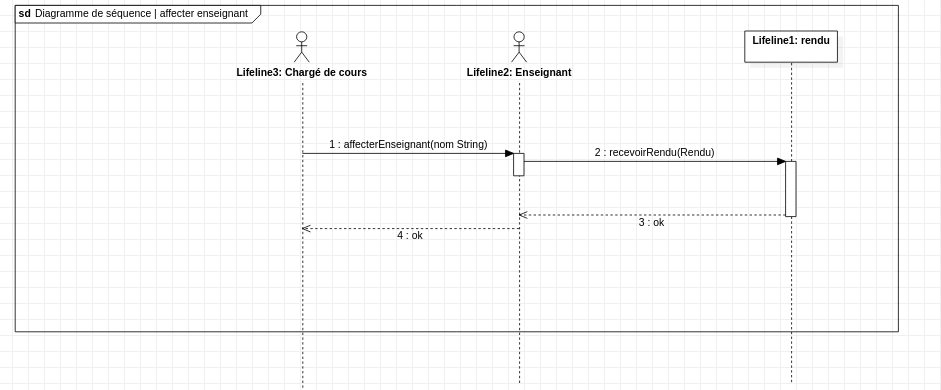 sd Diagramme de séquence | affecter enseignant
Lifeline1: rendu
Lifeline3: Chargé de cours
Lifeline2: Enseignant
1 : affecterEnseignant(nom String)
2 : recevoirRendu(Rendu)
3 : ok
4 : ok